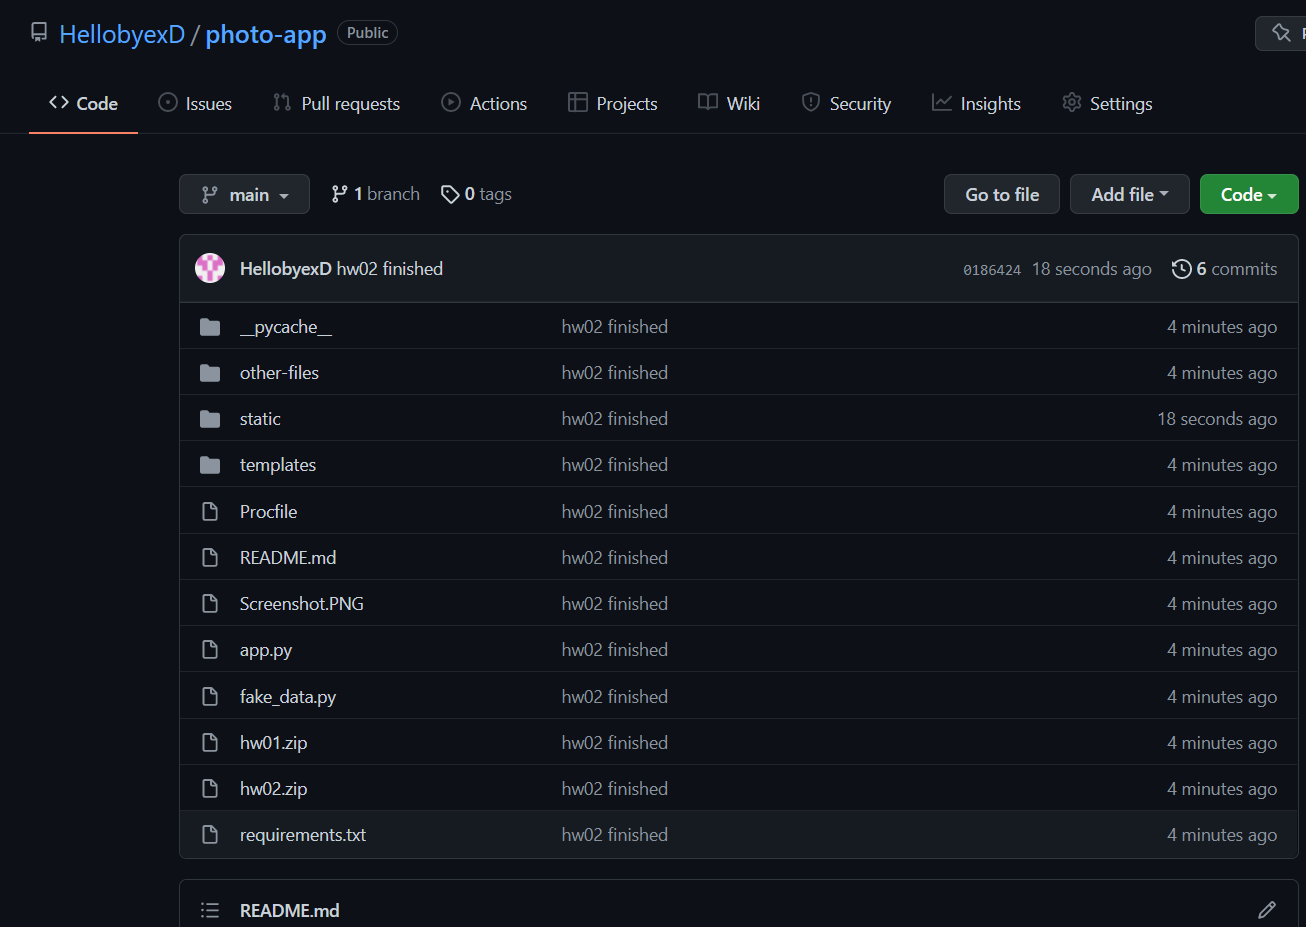 HellobyexD / photo-app Public
Code Issues Pull requests Actions Projects Wiki Security Insights Settings
main 1 branch 0 tags Go to file Add file Code
HellobyexD hw02 finished 0186424 18 seconds ago 6 commits
__pycache__ hw02 finished 4 minutes ago
other-files hw02 finished 4 minutes ago
static hw02 finished 18 seconds ago
templates hw02 finished 4 minutes ago
Procfile hw02 finished 4 minutes ago
README.md hw02 finished 4 minutes ago
Screenshot.PNG hw02 finished 4 minutes ago
app.py hw02 finished 4 minutes ago
fake_data.py hw02 finished 4 minutes ago
hw01.zip hw02 finished 4 minutes ago
hw02.zip hw02 finished 4 minutes ago
requirements.txt hw02 finished 4 minutes ago
README.md